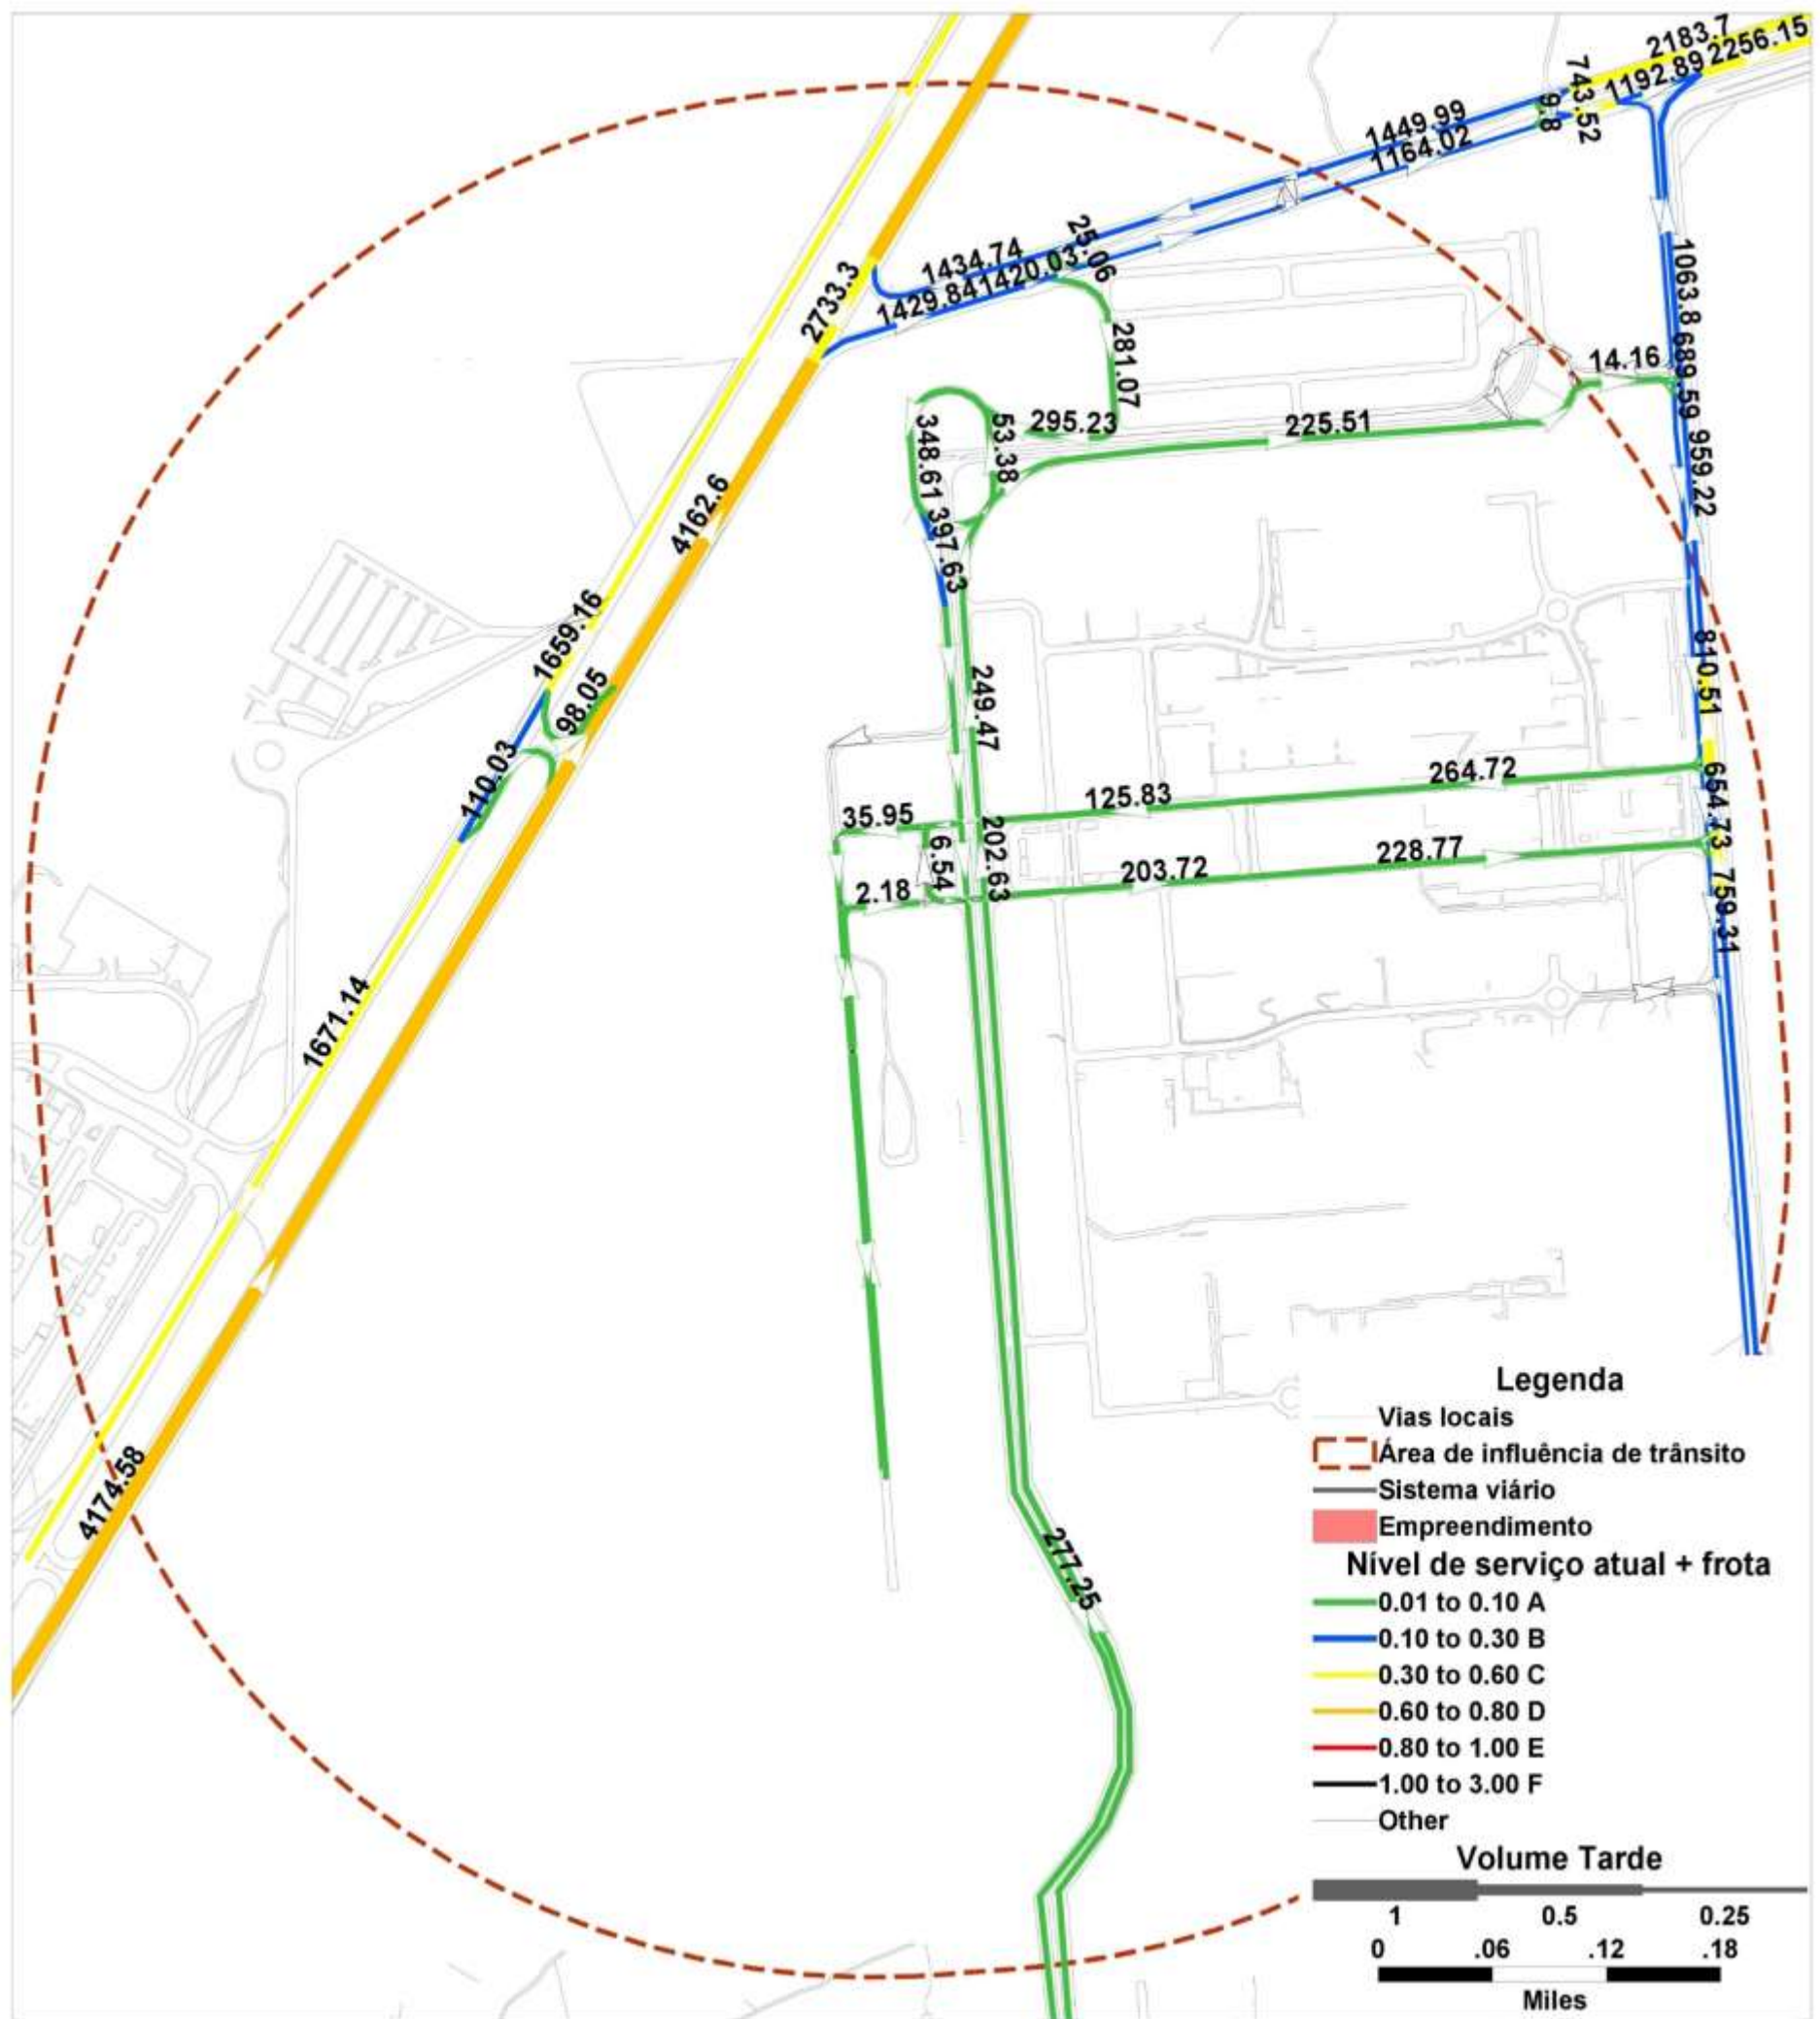 2183.7
2256.15
743.52
1192.89
9.8
1449.99
1164.02
25.06
1434.74
1429.84
1420.03
2733.3
1063.8
281.07
689.59
14.16
348.61
53.38
295.23
225.51
959.22
4162.6
397.63
1659.16
98.05
249.47
810.51
110.03
264.72
125.83
35.95
654.73
6.54
202.63
228.77
203.72
2.18
759.31
1671.14
4174.58
277.25
Legenda
Vias locais
Área de influência de trânsito
Sistema viário
Empreendimento
Nível de serviço atual + frota
0.01 to 0.10 A
0.10 to 0.30 B
0.30 to 0.60 C
0.60 to 0.80 D
0.80 to 1.00 E
1.00 to 3.00 F
Other
Volume Tarde
1 0.5 0.25
0 .06 .12 .18
Miles